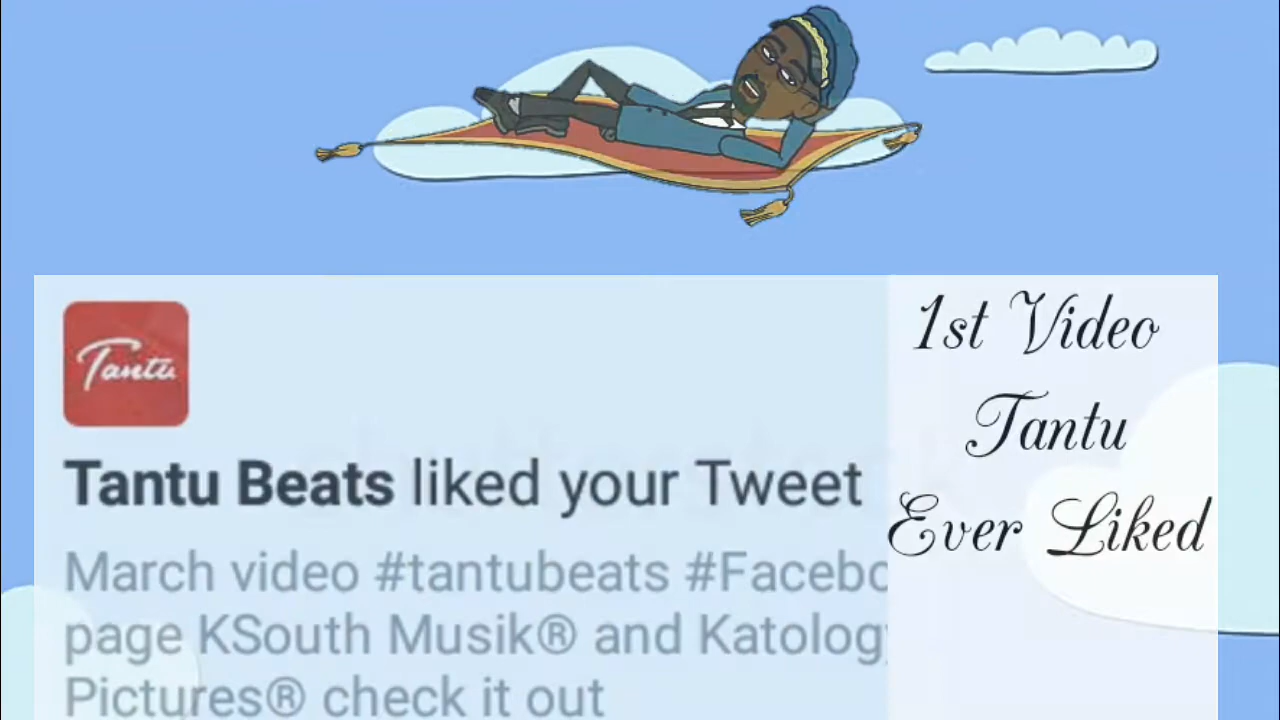 Tantu
Tantu Beats liked your Tweet
March video #tantubeats #Facebo
page KSouth Musik® and Katology
Pictures® check it out
1st Video
Tantu
Ever Liked